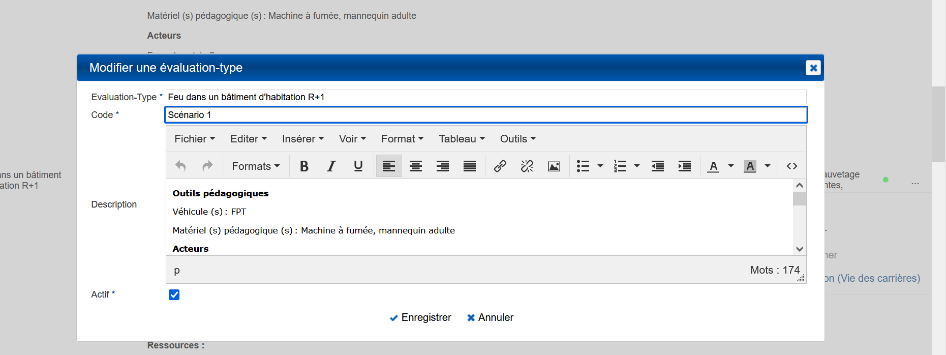 Matériel (s) pédagogique (s) : Machine à fumée, mannequin adulte
Acteurs
Modifier une évaluation-type
Evaluation-Type * Feu dans un bâtiment d'habitation R+1
Code * Scénario 1
Fichier Editer Insérer Voir Format Tableau Outils
Formats B I U A A
ans un bâtiment
ation R+1
Description
Outils pédagogiques
Véhicule (s) : FPT
Matériel (s) pédagogique (s) : Machine à fumée, mannequin adulte
Acteurs
p Mots : 174
auvetage
ntes, ...
ner
on (Vie des carrières)
Actif *
Enregistrer Annuler
Ressources :